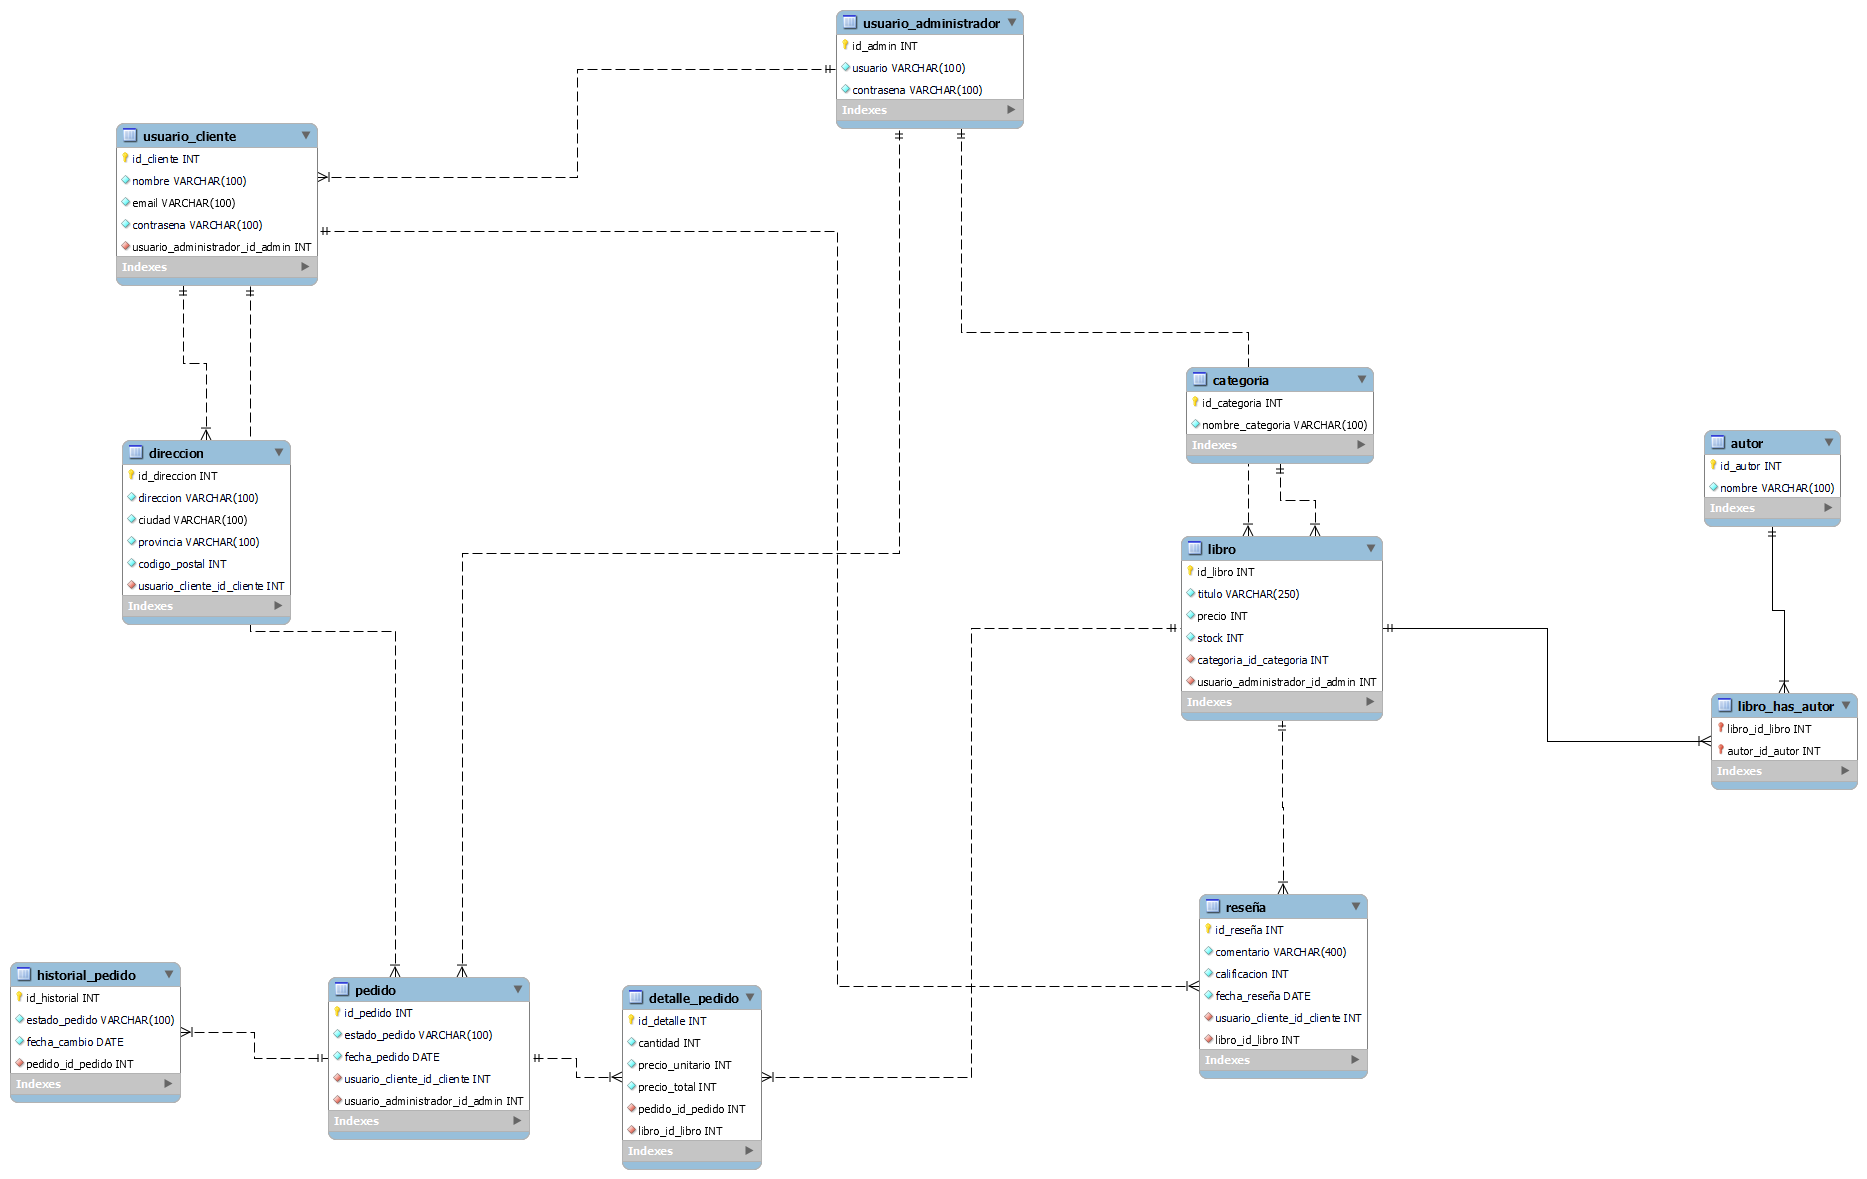 usuario_administrador
id_admin INT
usuario VARCHAR(100)
contrasena VARCHAR(100)
Indexes
usuario_cliente
id_cliente INT
nombre VARCHAR(100)
email VARCHAR(100)
contrasena VARCHAR(100)
usuario_administrador_id_admin INT
Indexes
categoria
id_categoria INT
nombre_categoria VARCHAR(100)
Indexes
autor
id_autor INT
nombre VARCHAR(100)
Indexes
direccion
id_direccion INT
direccion VARCHAR(100)
ciudad VARCHAR(100)
provincia VARCHAR(100)
codigo_postal INT
usuario_cliente_id_cliente INT
Indexes
libro
id_libro INT
titulo VARCHAR(250)
precio INT
stock INT
categoria_id_categoria INT
usuario_administrador_id_admin INT
Indexes
libro_has_autor
libro_id_libro INT
autor_id_autor INT
Indexes
reseña
id_reseña INT
comentario VARCHAR(400)
calificacion INT
fecha_reseña DATE
usuario_cliente_id_cliente INT
libro_id_libro INT
Indexes
historial_pedido
id_historial INT
estado_pedido VARCHAR(100)
fecha_cambio DATE
pedido_id_pedido INT
Indexes
pedido
id_pedido INT
estado_pedido VARCHAR(100)
fecha_pedido DATE
usuario_cliente_id_cliente INT
usuario_administrador_id_admin INT
Indexes
detalle_pedido
id_detalle INT
cantidad INT
precio_unitario INT
precio_total INT
pedido_id_pedido INT
libro_id_libro INT
Indexes